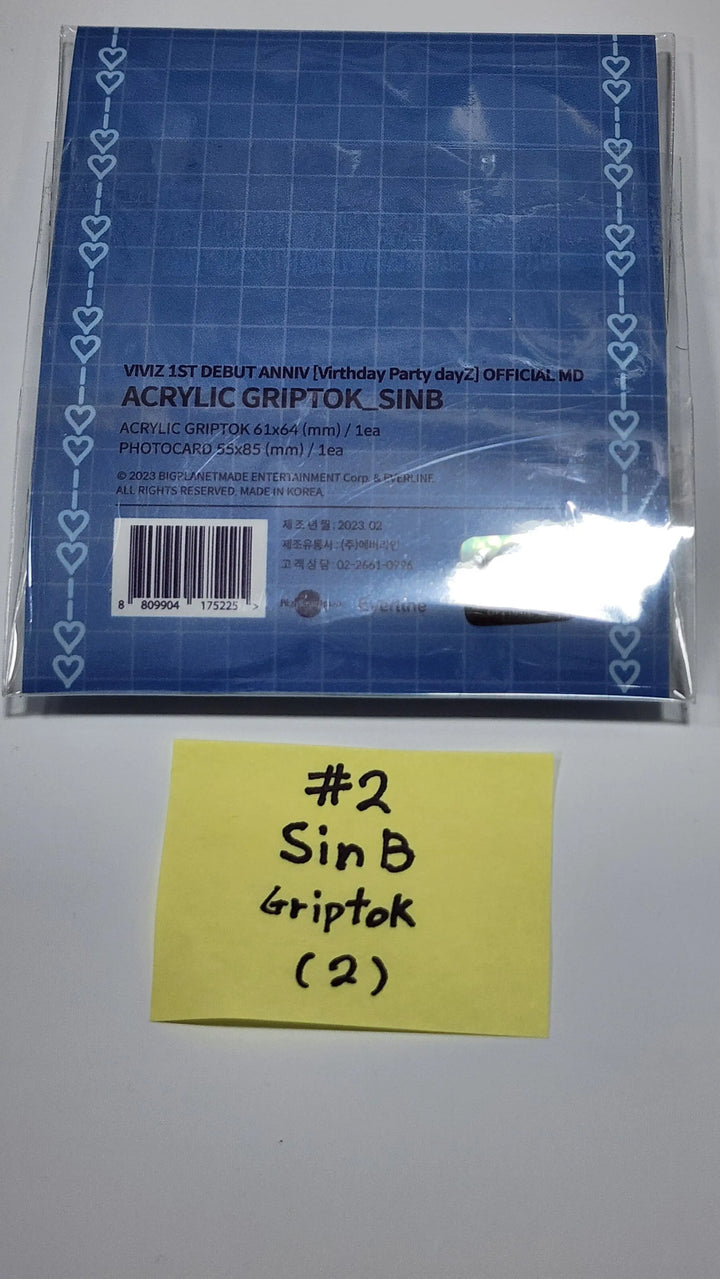 VIVIZ 1ST DEBUT ANNIV [Virthday Party dayZ] OFFICIAL MD
ACRYLIC GRIPTOK_SINB
ACRYLIC GRIPTOK 61x64 (mm) / 1ea
PHOTOCARD 55x85 (mm) / 1ea
© 2023 BIGPLANETMADE ENTERTAINMENT Corp. & EVERLINE.
ALL RIGHTS RESERVED. MADE IN KOREA.
제조년월 : 2023. 02
제조유통사 : (주)에버라인
고객상담 : 02-2661-0996
8 809904 175225 >
Everline
#2
SinB
Griptok
(2)